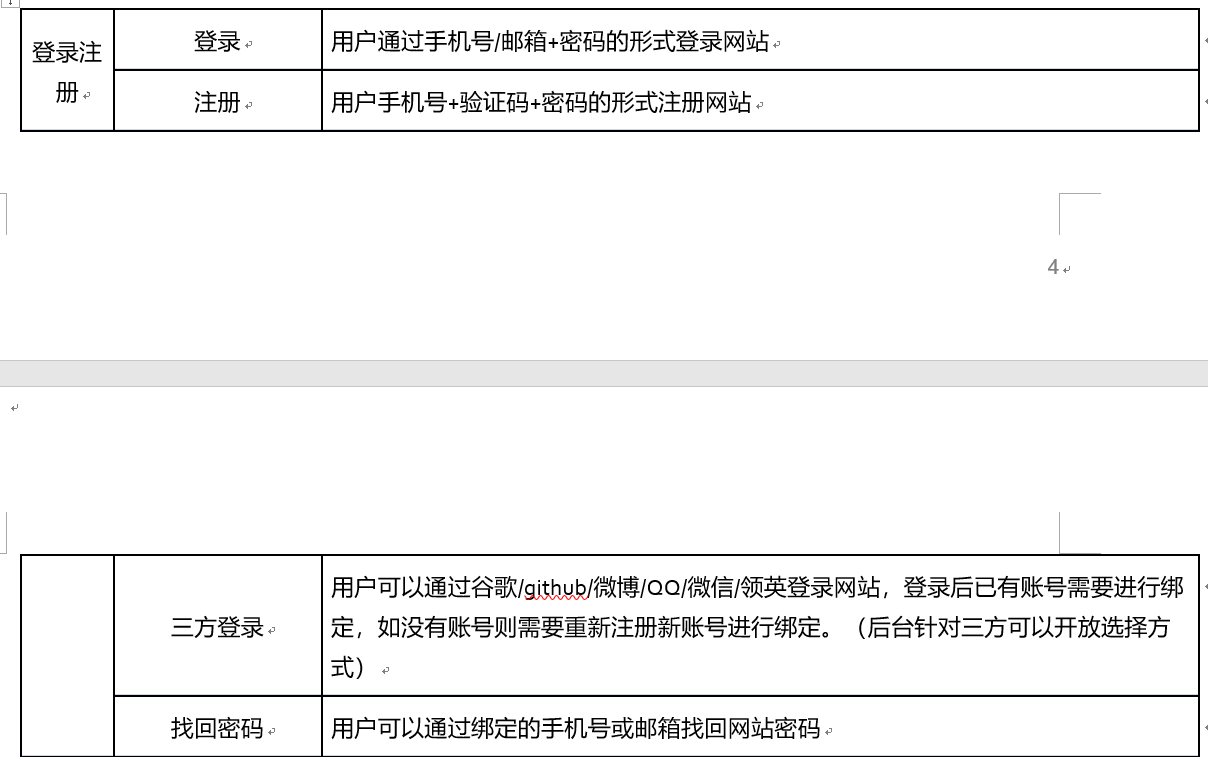 登录注
册
登录
用户通过手机号/邮箱+密码的形式登录网站
注册
用户手机号+验证码+密码的形式注册网站
4
三方登录
用户可以通过谷歌/github/微博/QQ/微信/领英登录网站，登录后已有账号需要进行绑
定，如没有账号则需要重新注册新账号进行绑定。（后台针对三方可以开放选择方
式）
找回密码
用户可以通过绑定的手机号或邮箱找回网站密码